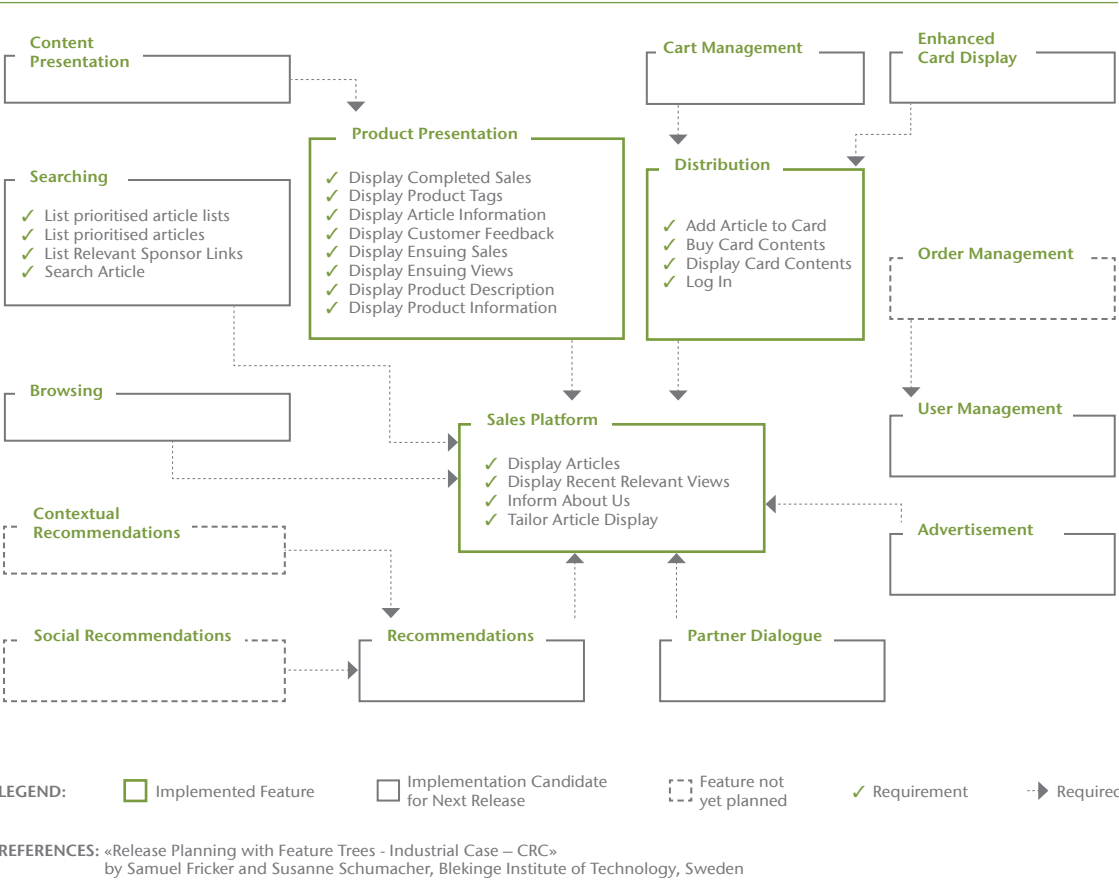 Content
Presentation
Cart Management
Enhanced
Card Display
Product Presentation
✓ Display Completed Sales
✓ Display Product Tags
✓ Display Article Information
✓ Display Customer Feedback
✓ Display Ensuing Sales
✓ Display Ensuing Views
✓ Display Product Description
✓ Display Product Information
Distribution
✓ Add Article to Card
✓ Buy Card Contents
✓ Display Card Contents
✓ Log In
Searching
✓ List prioritised article lists
✓ List prioritised articles
✓ List Relevant Sponsor Links
✓ Search Article
Order Management
Browsing
Sales Platform
✓ Display Articles
✓ Display Recent Relevant Views
✓ Inform About Us
✓ Tailor Article Display
User Management
Contextual
Recommendations
Advertisement
Social Recommendations
Recommendations
Partner Dialogue
LEGEND:
Implemented Feature
Implementation Candidate
for Next Release
Feature not
yet planned
✓ Requirement
Required
REFERENCES: «Release Planning with Feature Trees - Industrial Case – CRC»
by Samuel Fricker and Susanne Schumacher, Blekinge Institute of Technology, Sweden